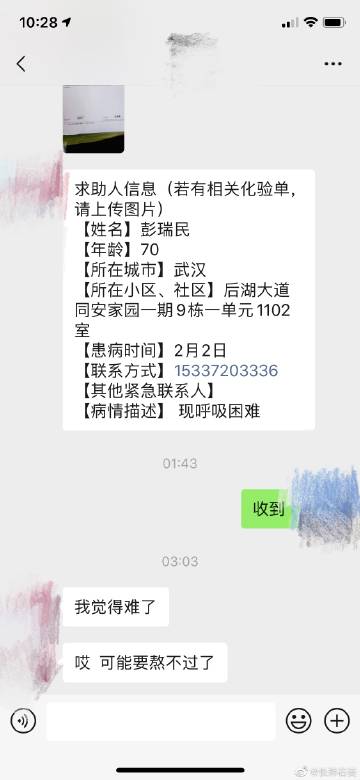 10:28
求助人信息（若有相关化验单，
请上传图片）
【姓名】彭瑞民
【年龄】70
【所在城市】武汉
【所在小区、社区】后湖大道
同安家园一期9栋一单元1102
室
【患病时间】2月2日
【联系方式】15337203336
【其他紧急联系人】
【病情描述】 现呼吸困难
01:43
收到
03:03
我觉得难了
哎 可能要熬不过了